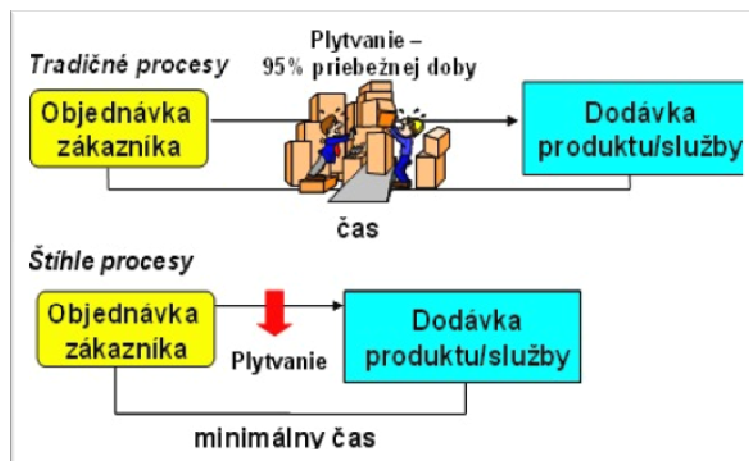 Plytvanie –
Tradičné procesy
95% priebežnej doby
Objednávka
zákazníka
Dodávka
produktu/služby
čas
Štíhle procesy
Objednávka
zákazníka
Plytvanie
Dodávka
produktu/služby
minimálny čas